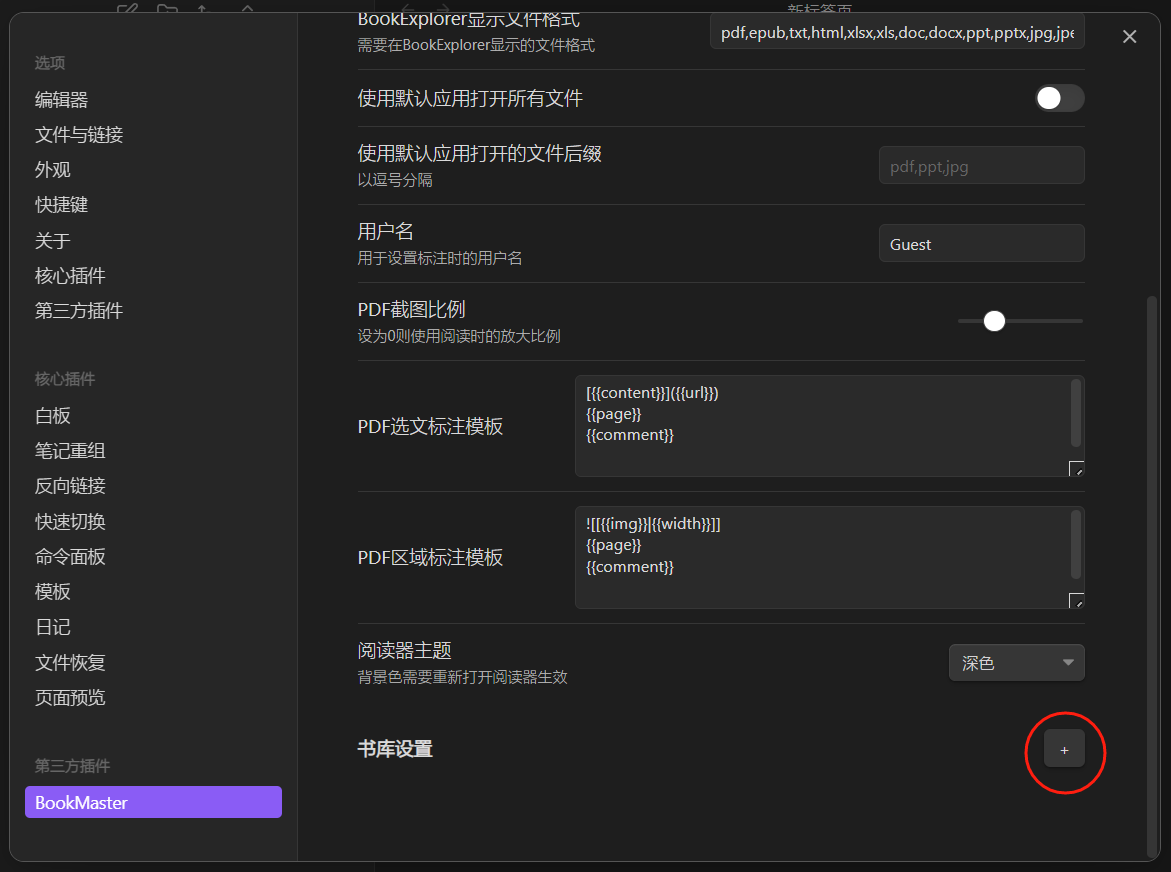 新标签页
选项
编辑器
文件与链接
外观
快捷键
关于
核心插件
第三方插件
核心插件
白板
笔记重组
反向链接
快速切换
命令面板
模板
日记
文件恢复
页面预览
第三方插件
BookMaster
BookExplorer显示文件格式
需要在BookExplorer显示的文件格式
pdf,epub,txt,html,xlsx,xls,doc,docx,ppt,pptx,jpg,jpe
使用默认应用打开所有文件
使用默认应用打开的文件后缀
以逗号分隔
pdf,ppt,jpg
用户名
用于设置标注时的用户名
Guest
PDF截图比例
设为0则使用阅读时的放大比例
PDF选文标注模板
[{{content}}]({{url}})
{{page}}
{{comment}}
PDF区域标注模板
![[{{img}}|{{width}}]]
{{page}}
{{comment}}
阅读器主题
背景色需要重新打开阅读器生效
深色
书库设置
+